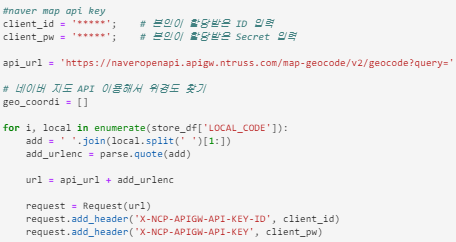 #naver map api key
client_id = '*****';    # 본인이 할당받은 ID 입력
client_pw = '*****';    # 본인이 할당받은 Secret 입력

api_url = 'https://naveropenapi.apigw.ntruss.com/map-geocode/v2/geocode?query='

# 네이버 지도 API 이용해서 위경도 찾기
geo_coordi = []

for i, local in enumerate(store_df['LOCAL_CODE']):
    add = ' '.join(local.split(' ')[1:])
    add_urlenc = parse.quote(add)

    url = api_url + add_urlenc

    request = Request(url)
    request.add_header('X-NCP-APIGW-API-KEY-ID', client_id)
    request.add_header('X-NCP-APIGW-API-KEY', client_pw)